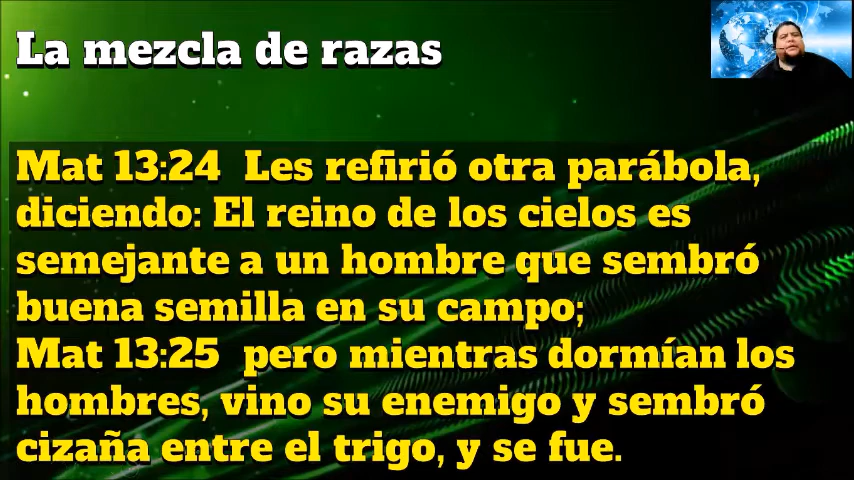 La mezcla de razas
Mat 13:24 Les refirió otra parábola,
diciendo: El reino de los cielos es
semejante a un hombre que sembró
buena semilla en su campo;
Mat 13:25 pero mientras dormían los
hombres, vino su enemigo y sembró
cizaña entre el trigo, y se fue.